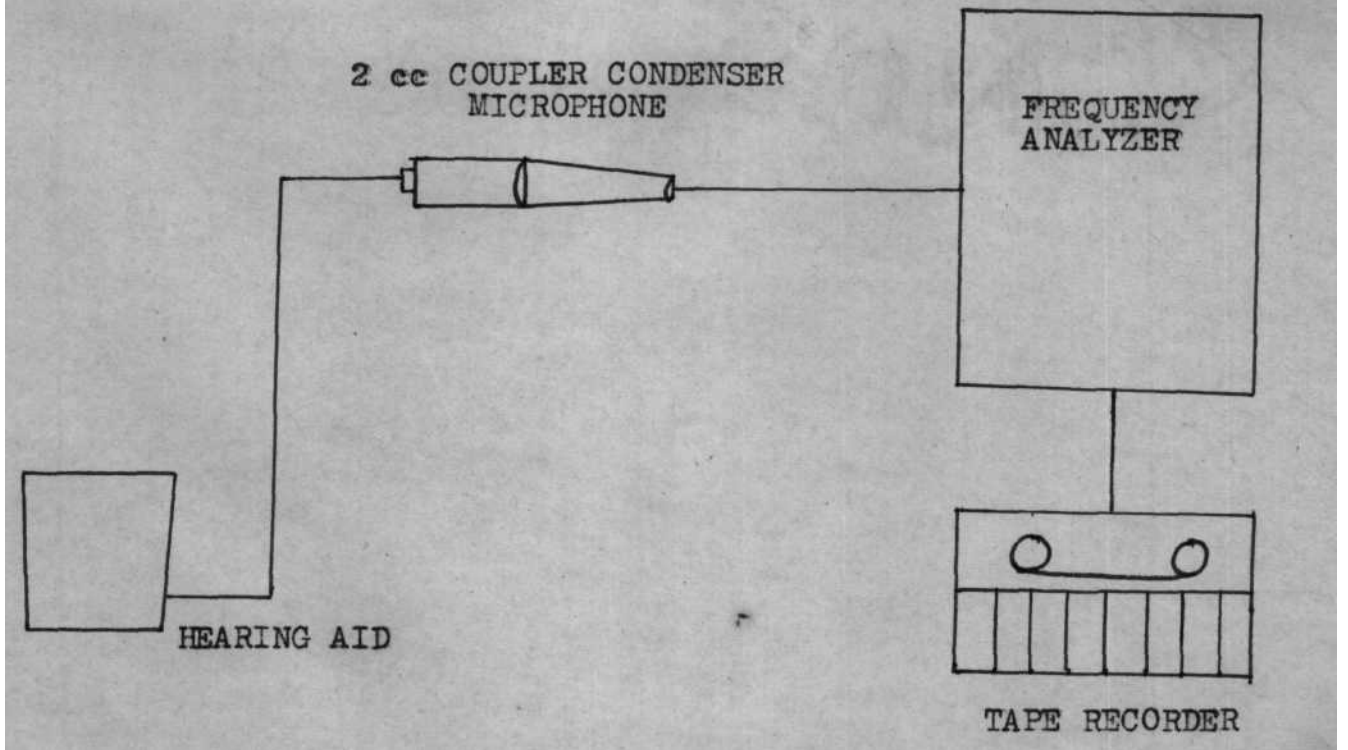 2 cc COUPLER CONDENSER
MICROPHONE
FREQUENCY
ANALYZER
HEARING AID
TAPE RECORDER